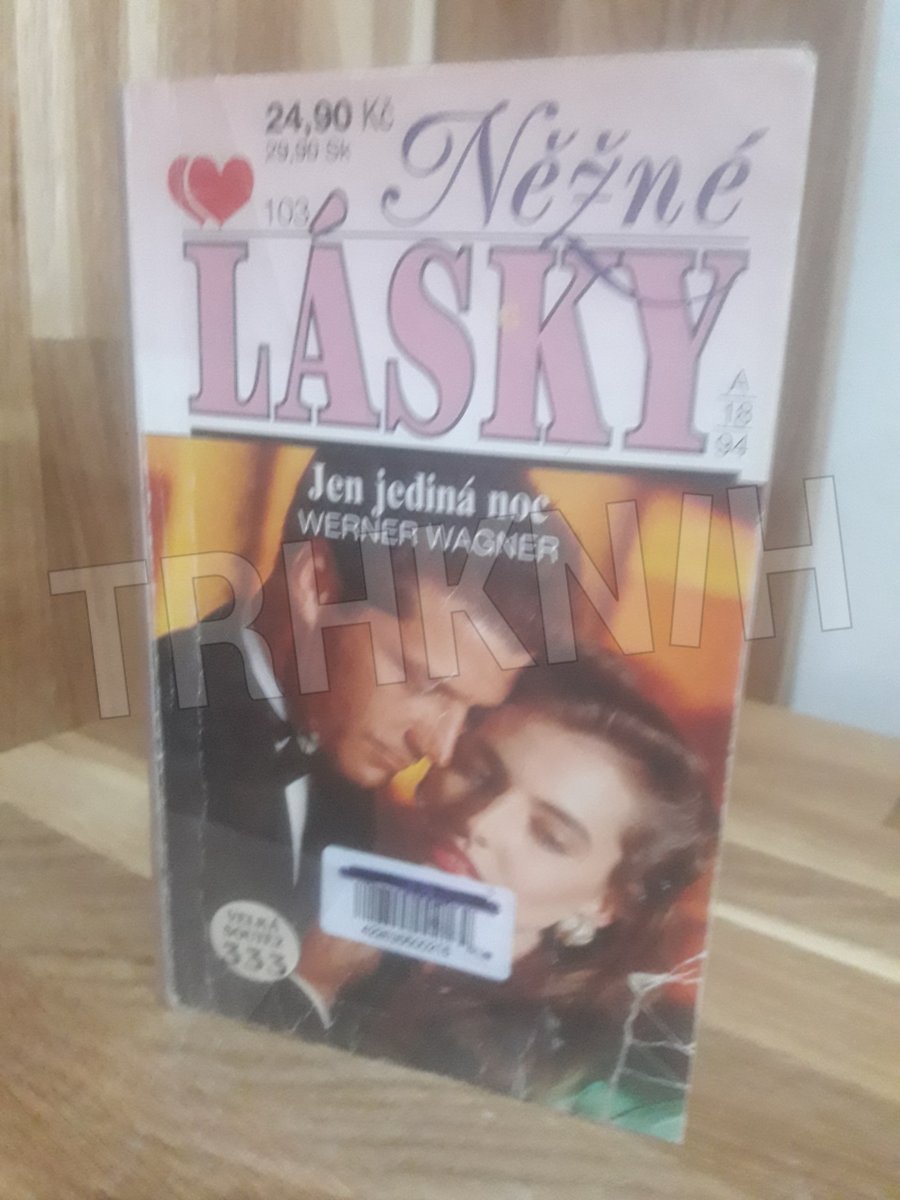 24,90 Kč
29,90 Sk
103
Něžné
LÁSKY
A
18
94
Jen jediná noc
WERNER WAGNER
TRHKNIH
VELKÁ
SOUTĚŽ
333